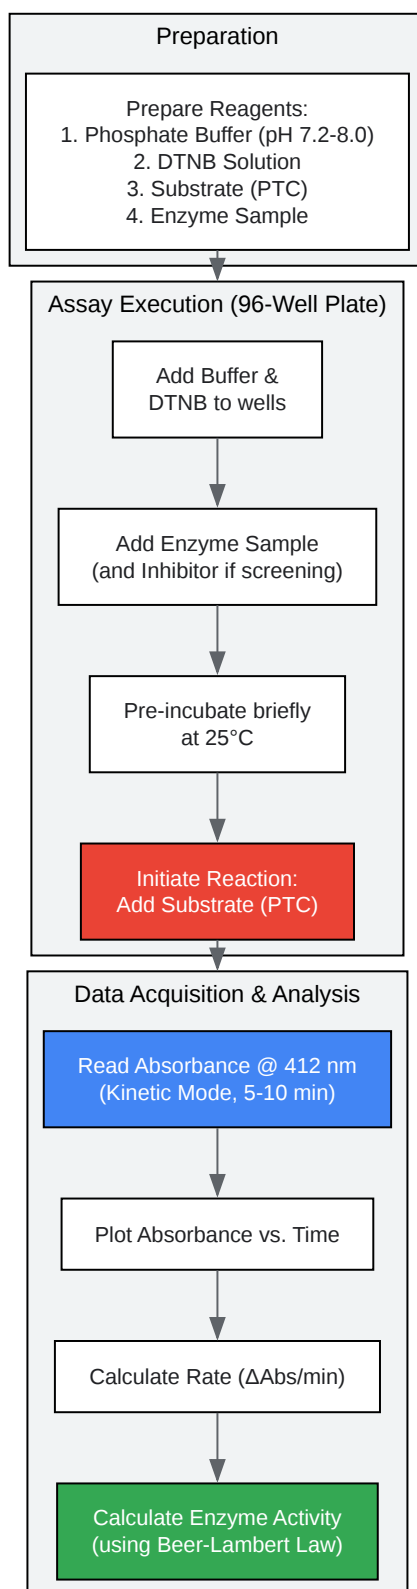 Preparation
Prepare Reagents:
1. Phosphate Buffer (pH 7.2-8.0)
2. DTNB Solution
3. Substrate (PTC)
4. Enzyme Sample
Assay Execution (96-Well Plate)
Add Buffer &
DTNB to wells
Add Enzyme Sample
(and Inhibitor if screening)
Pre-incubate briefly
at 25°C
Initiate Reaction:
Add Substrate (PTC)
Data Acquisition & Analysis
Read Absorbance @ 412 nm
(Kinetic Mode, 5-10 min)
Plot Absorbance vs. Time
Calculate Rate (ΔAbs/min)
Calculate Enzyme Activity
(using Beer-Lambert Law)